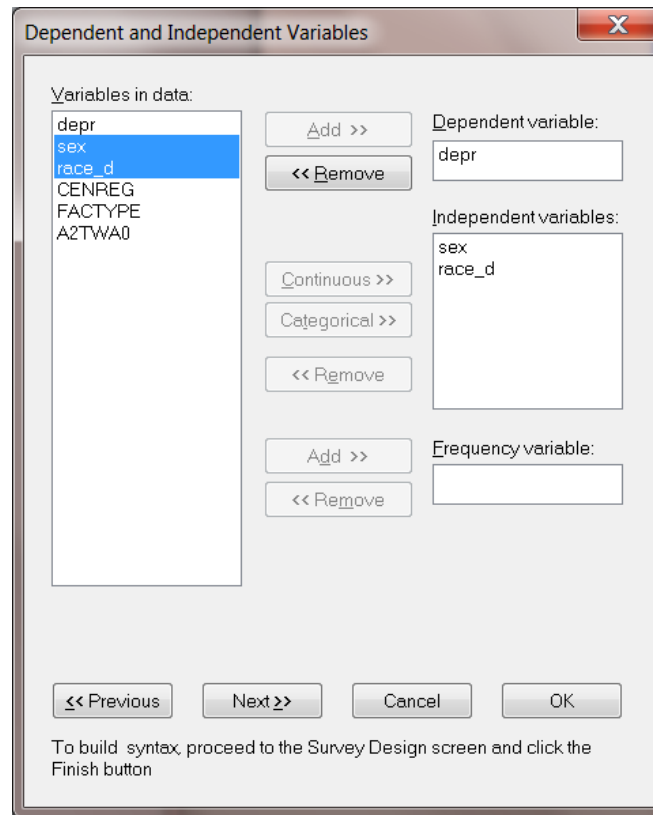 Dependent and Independent Variables
X
Variables in data:
depr
sex
race_d
CENREG
FACTYPE
A2TWA0
Add >>
<< Remove
Dependent variable:
depr
Independent variables:
sex
race_d
Continuous >>
Categorical >>
<< Remove
Add >>
<< Remove
Frequency variable:
<< Previous
Next >>
Cancel
OK
To build syntax, proceed to the Survey Design screen and click the
Finish button